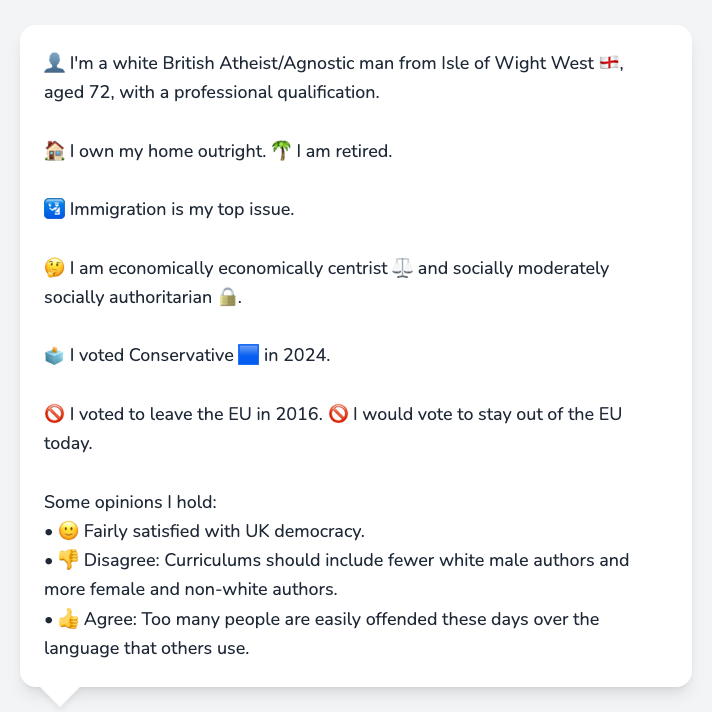 👤 I'm a white British Atheist/Agnostic man from Isle of Wight West 🏴󠁧󠁢󠁥󠁮󠁧󠁿,
aged 72, with a professional qualification.
🏠 I own my home outright. 🌴 I am retired.
🛂 Immigration is my top issue.
🤔 I am economically economically centrist ⚖️ and socially moderately
socially authoritarian 🔒.
🗳️ I voted Conservative 🟦 in 2024.
🚫 I voted to leave the EU in 2016. 🚫 I would vote to stay out of the EU
today.
Some opinions I hold:
• 🙂 Fairly satisfied with UK democracy.
• 👎 Disagree: Curriculums should include fewer white male authors and
more female and non-white authors.
• 👍 Agree: Too many people are easily offended these days over the
language that others use.